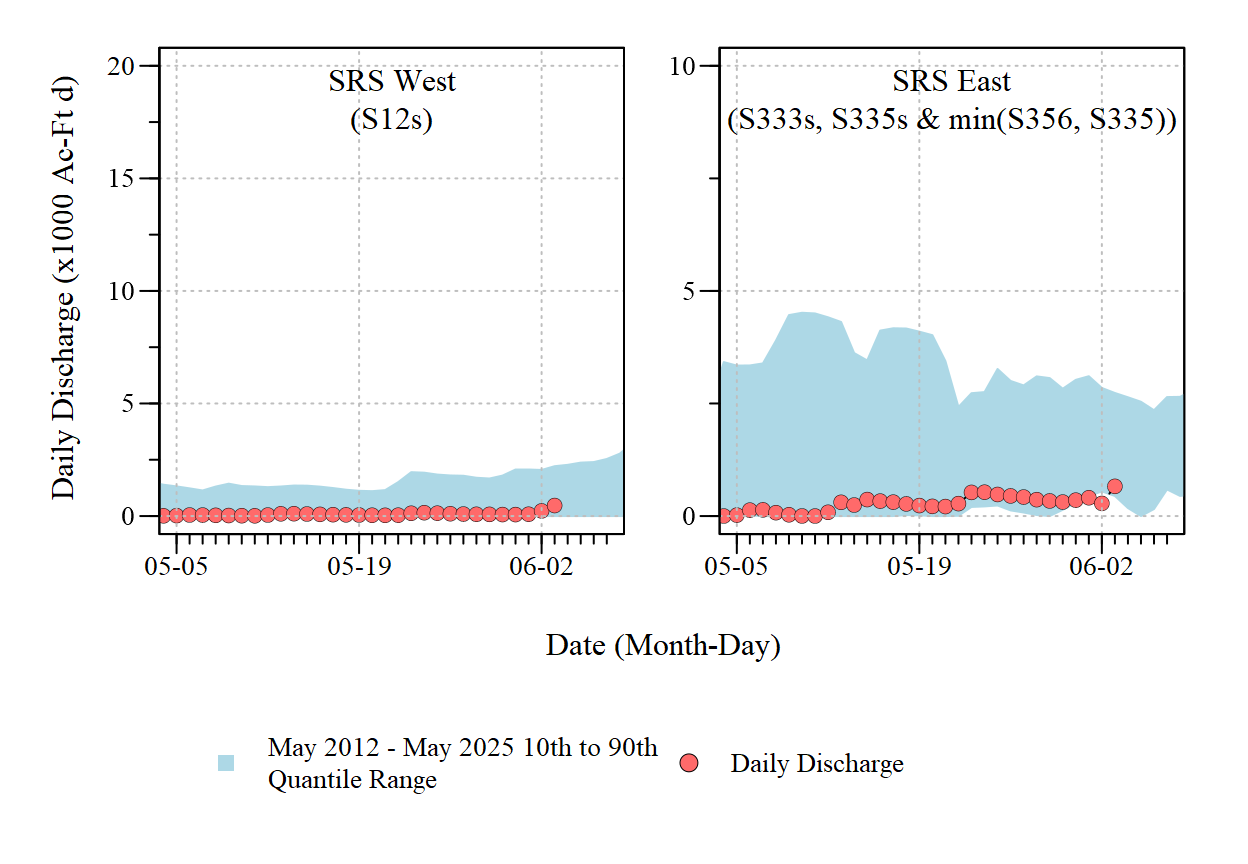 SRS West
(S12s)
SRS East
(S333s, S335s & min(S356, S335))
Daily Discharge (x1000 Ac-Ft d)
20
15
10
5
0
10
5
0
05-05
05-19
06-02
05-05
05-19
06-02
Date (Month-Day)
May 2012 - May 2025 10th to 90th
Quantile Range
Daily Discharge